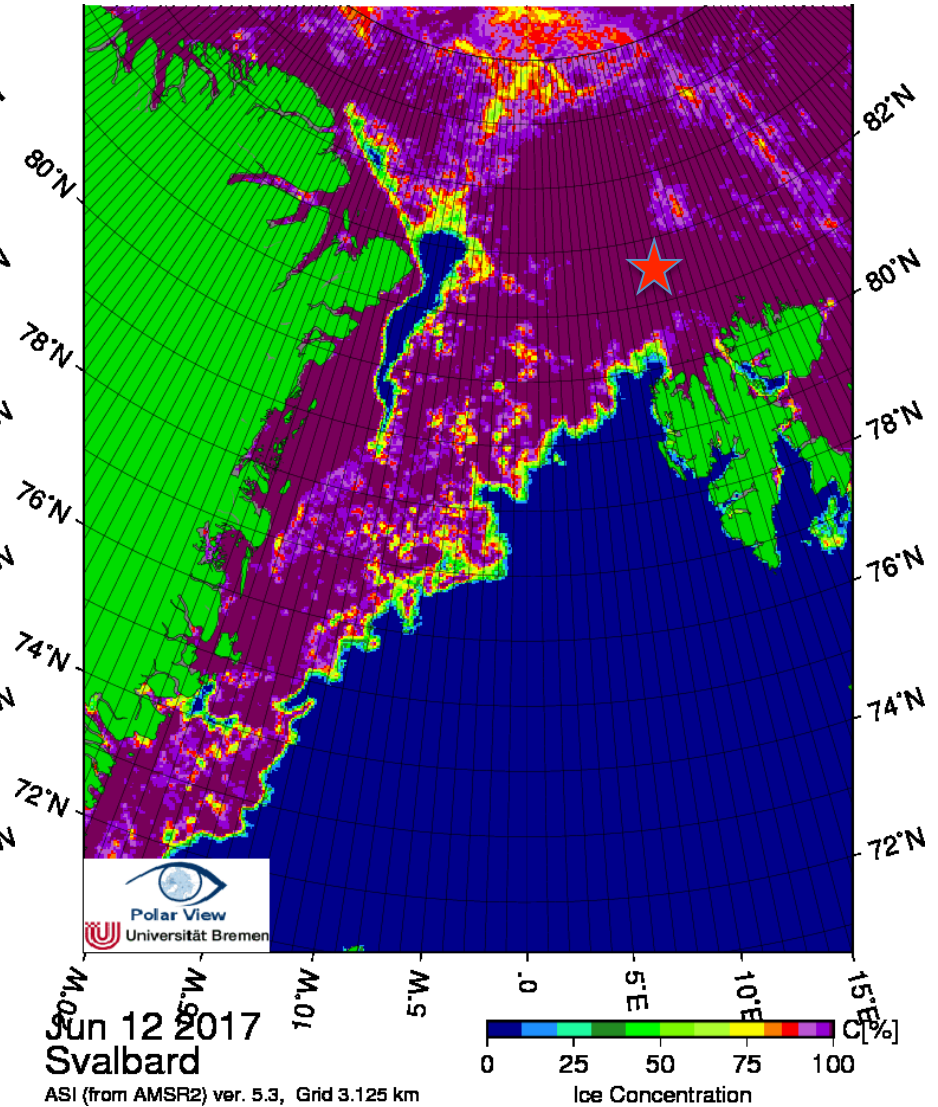 82°N
80°N
80°N
78°N
78°N
76°N
76°N
74°N
74°N
72°N
72°N
N
N
N
N
N
Polar View
Universität Bremen
20°W
15°W
10°W
5°W
0°
5°E
10°E
15°E
Jun 12 2017
Svalbard
ASI (from AMSR2) ver. 5.3, Grid 3.125 km
C[%]
0 25 50 75 100
Ice Concentration